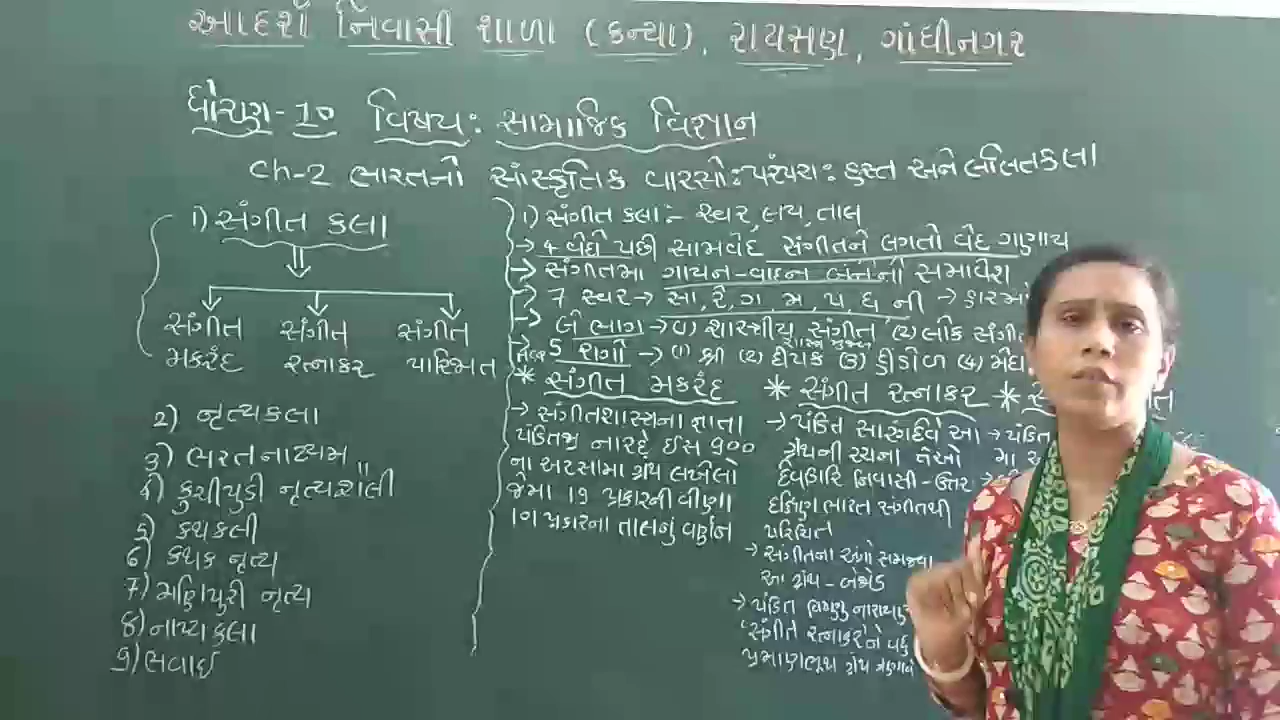 આદર્શ નિવાસી શાળા (કન્યા), રાયસણ, ગાંધીનગર
ધોરણ-10 વિષય: સામાજિક વિજ્ઞાન
Ch-2 ભારતનો સાંસ્કૃતિક વારસો: પરંપરા: હસ્ત અને લલિતકલા
1) સંગીત કલા
સંગીત મકરંદ
સંગીત રત્નાકર
સંગીત પારિજાત
2) નૃત્યકલા
3) ભરતનાટ્યમ
4) કુચીપુડી નૃત્યશૈલી
5) કથકલી
6) કથક નૃત્ય
7) મણિપુરી નૃત્ય
8) નાટ્યકલા
9) ભવાઈ
1) સંગીત કલા:- સ્વર, લય, તાલ
→ 4 વેદો પછી સામવેદ સંગીતને લગતો વેદ ગણાય
→ સંગીતમા ગાયન-વાદન બંનેનો સમાવેશ
→ 7 સ્વર → સા, રે, ગ, મ, પ, ધ, ની →
→ બે ભાગ → (1) શાસ્ત્રીય સંગીત (2) લોક
→ 5 રાગો → (1) શ્રી (2) દીપક (3) હીંડોળ (4)
* સંગીત મકરંદ
→ સંગીતશાસ્ત્રના જ્ઞાતા
પંડિતજી નારદે ઈસ 900
ના અરસામા ગ્રંથ લખેલો
જેમા 19 પ્રકારની વીણા
101 પ્રકારના તાલનું વર્ણન
* સંગીત રત્નાકર
→ પંડિત સારંગદેવે આ
ગ્રંથની રચના તેઓ
દેવગિરિ નિવાસી - ઉત્તર
દક્ષિણ ભારત સંગીતથી
પરિચિત
→ સંગીતના અંગો સમજવા
આ ગ્રંથ - બેજોડ
→ પંડિત વિષ્ણુ
'સંગીત રત્નાકર'ને
પ્રમાણભૂત ગ્રંથ
*
→ પંડિત